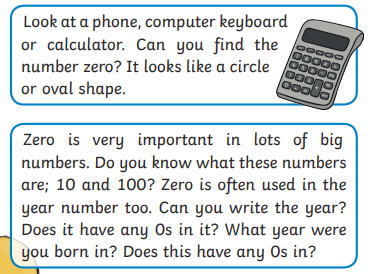 Look at a phone, computer keyboard
or calculator. Can you find the
number zero? It looks like a circle
or oval shape.
Zero is very important in lots of big
numbers. Do you know what these numbers
are; 10 and 100? Zero is often used in the
year number too. Can you write the year?
Does it have any 0s in it? What year were
you born in? Does this have any 0s in?